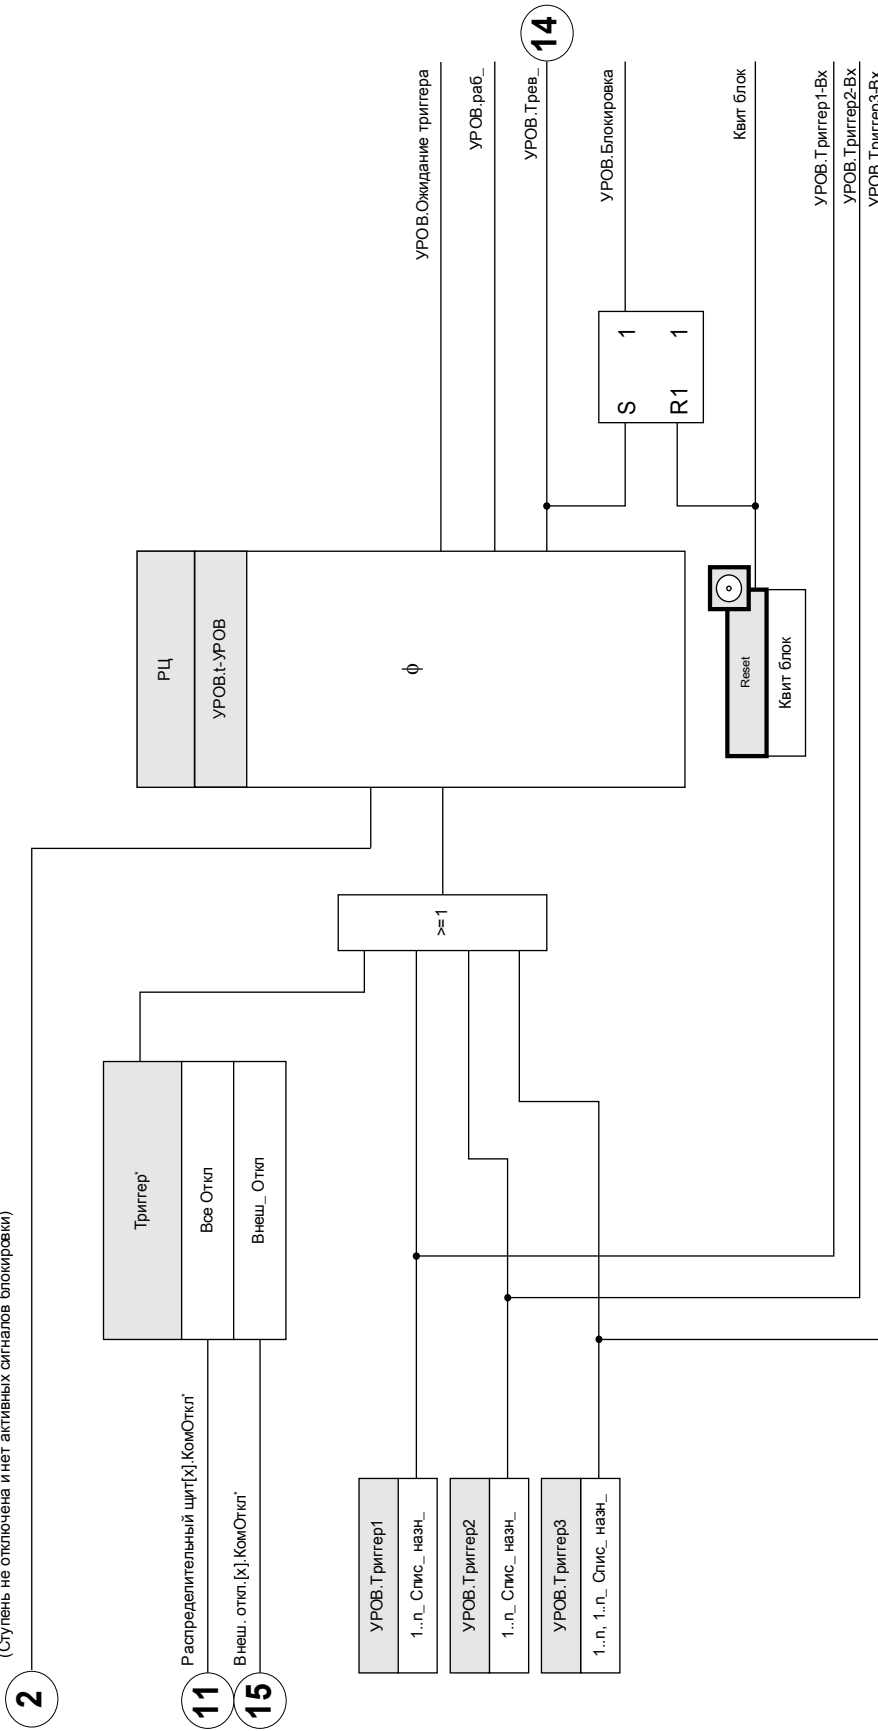 (Ступень не отключена и нет активных сигналов блокировки)
2
Триггер*
Все Откл
Внеш_ Откл
Распределительный щит[x].КомОткл*
11
Внеш. откл.[x].КомОткл*
15
УРОВ.Триггер1
1..n_ Спис_ назн_
УРОВ.Триггер2
1..n_ Спис_ назн_
УРОВ.Триггер3
1..n, 1..n_ Спис_ назн_
>=1
РЦ
УРОВ.t-УРОВ
ϕ
УРОВ.Ожидание триггера
УРОВ.раб_
УРОВ.Трев_
14
S
1
R1
1
УРОВ.Блокировка
Reset
Квит блок
Квит блок
УРОВ.Триггер1-Вх
УРОВ.Триггер2-Вх
УРОВ.Триггер3-Вх